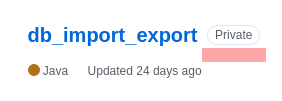 db_import_export Private
Java Updated 24 days ago